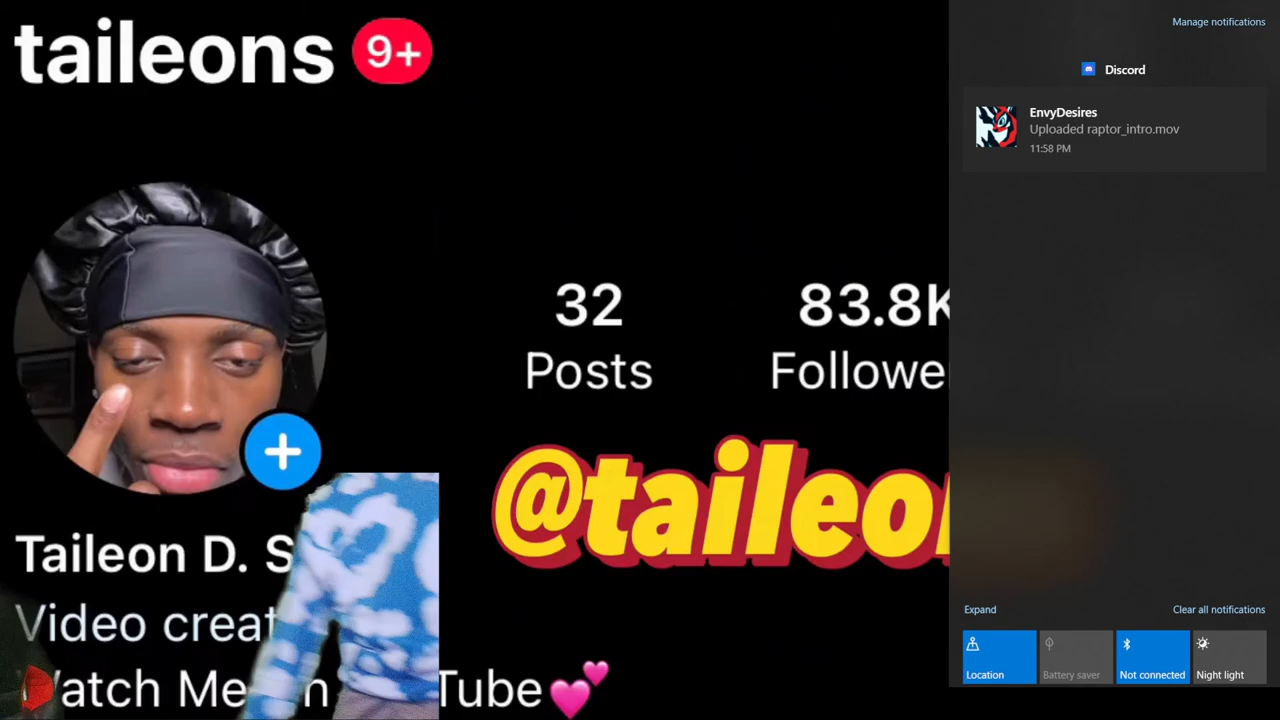 taileons 9+
32
Posts
83.8K
Followe
@taileon
Taileon D. S
Video creat
Watch Me n Tube💕
Manage notifications
Discord
EnvyDesires
Uploaded raptor_intro.mov
11:58 PM
Expand
Clear all notifications
Location
Battery saver
Not connected
Night light